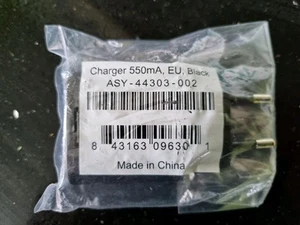 Charger 550mA, EU, Black
ASY-44303-002
8 43163 09630 1
Made in China